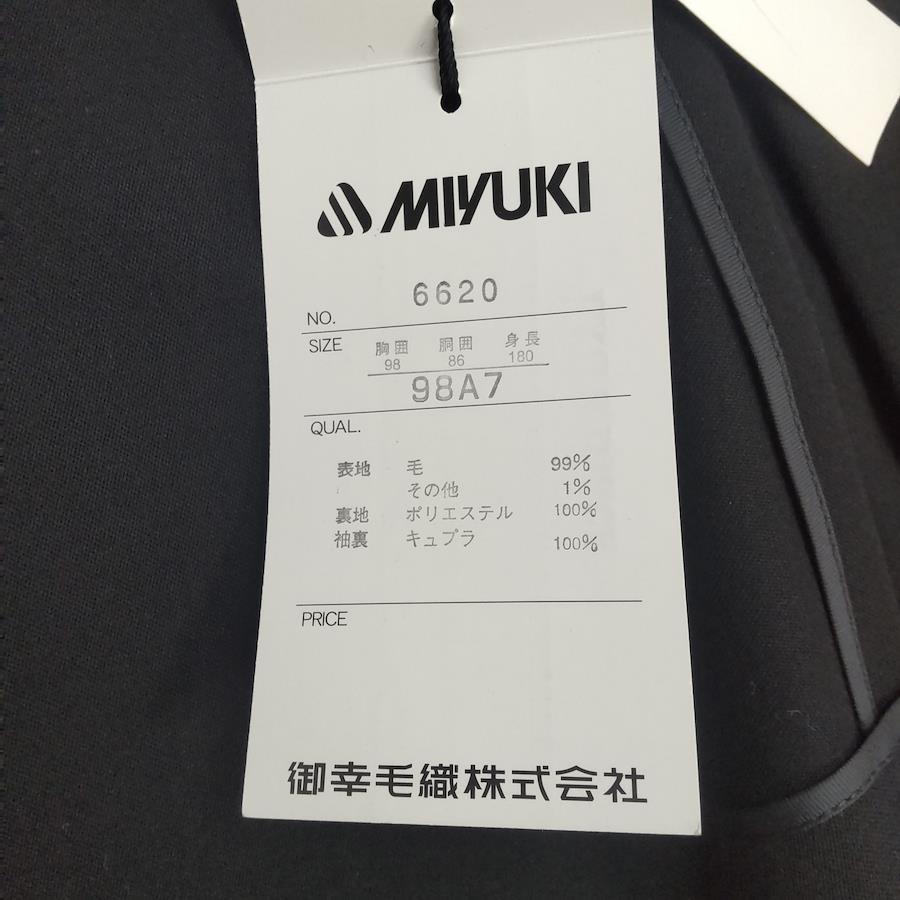 MIYUKI
NO. 6620
SIZE 胸囲 胴囲 身長
98 86 180
98A7
QUAL.
表地 毛 99%
その他 1%
裏地 ポリエステル 100%
袖裏 キュプラ 100%
PRICE
御幸毛織株式会社